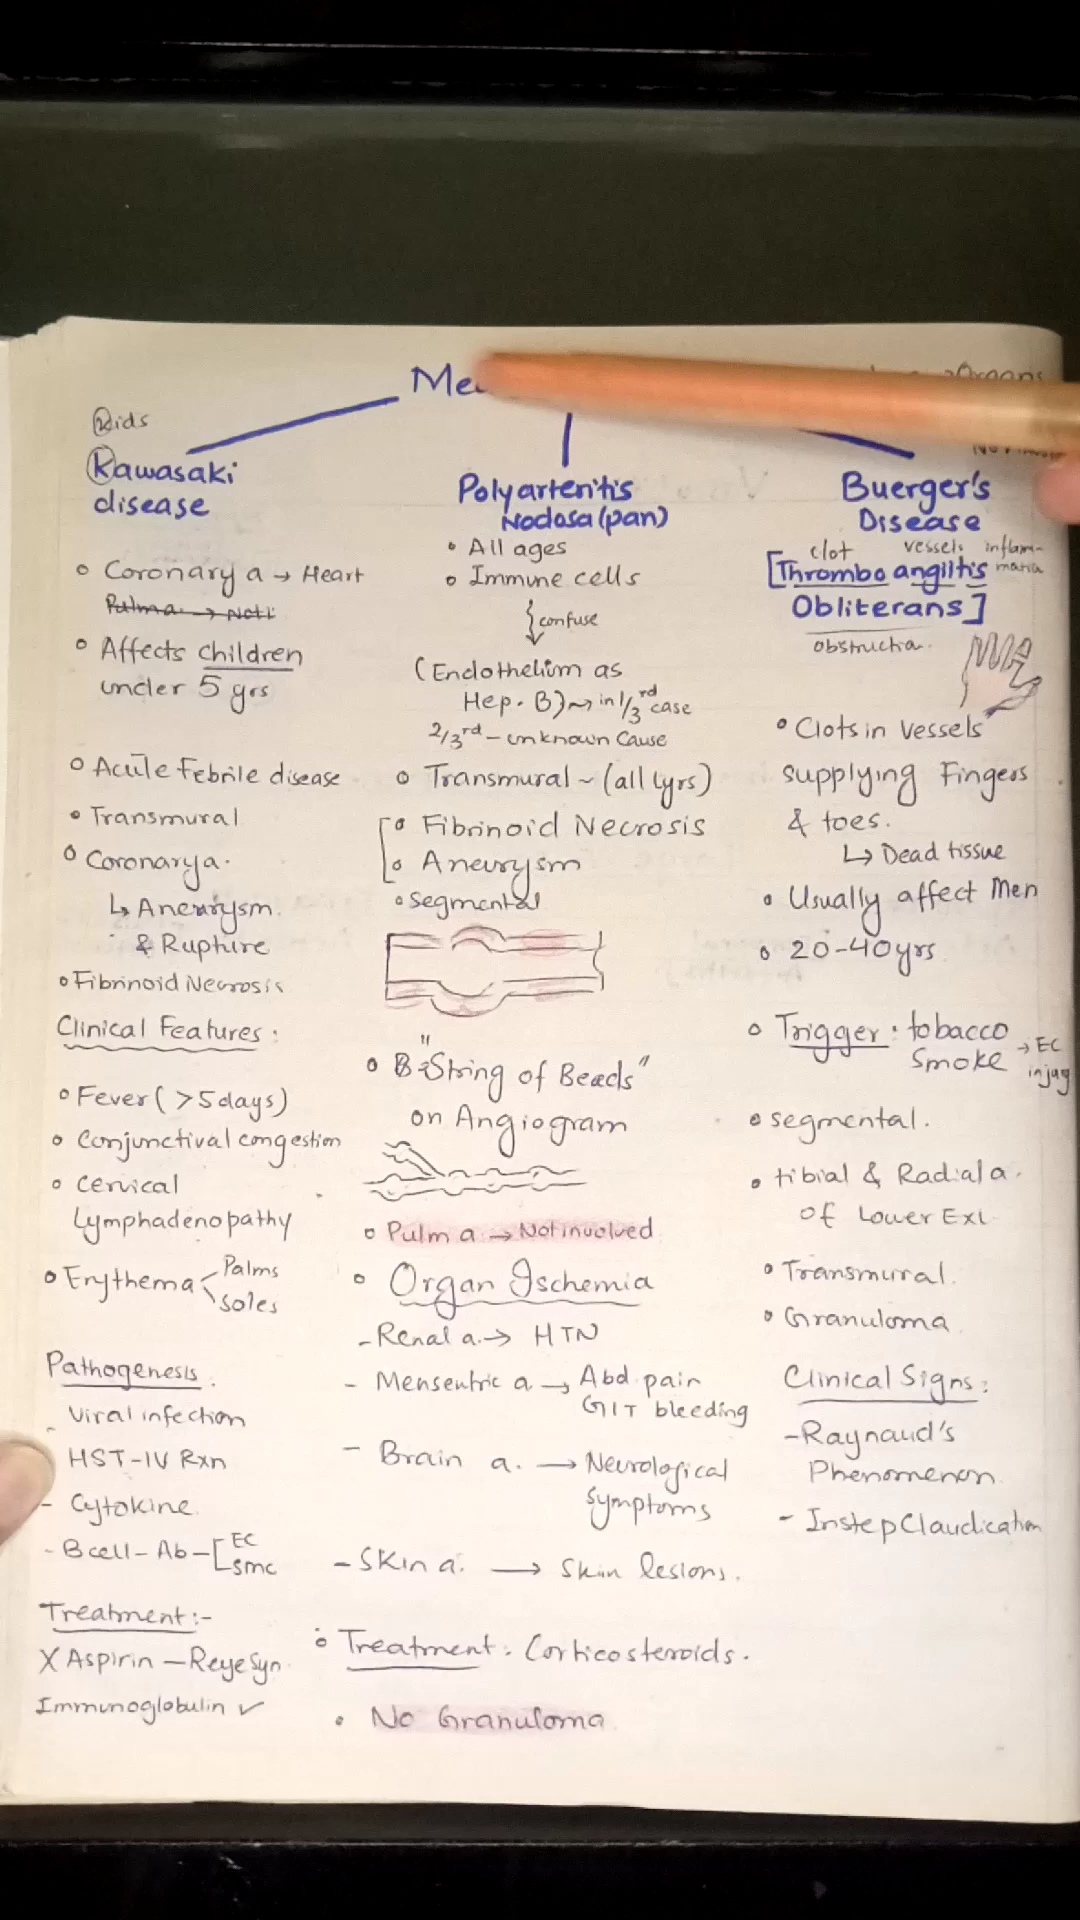 Organs
Kids
Kawasaki
disease
Coronary a → Heart
Affects children
under 5 yrs
Acute Febrile disease
Transmural
Coronary a.
↳ Aneurysm
& Rupture
Fibrinoid Necrosis
Clinical Features:
Fever (>5days)
Conjunctival congestion
Cervical
Lymphadenopathy
Erythema < Palms
soles
Pathogenesis.
- Viral infection
HST-IV Rxn
- Cytokine
- B cell - Ab - [EC
smc
Treatment:-
X Aspirin - Reye Syn.
Immunoglobulin ✓
Polyarteritis
Nodosa (pan)
All ages
Immune cells
confuse
(Endothelium as
Hep. B) ~> in 1/3rd case
2/3rd - unknown Cause
Transmural ~ (all lyrs)
Fibrinoid Necrosis
Aneurysm
Segmental
"String of Beads"
on Angiogram
Pulm a → Not involved
Organ Ischemia
- Renal a. → HTN
- Mensentric a → Abd. pain
GIT bleeding
- Brain a. → Neurological
symptoms
- Skin a. → Skin lesions.
Treatment: Corticosteroids.
No Granuloma
Buerger's
Disease
clot vessels inflam-
matia
[Thrombo angiitis
Obliterans]
Clots in Vessels
supplying Fingers
& toes.
↳ Dead tissue
Usually affect Men
20-40yrs
Trigger: tobacco
Smoke → EC
injury
segmental.
tibial & Radial a.
of Lower Ext
Transmural.
Granuloma
Clinical Signs:
- Raynaud's
Phenomenon
- Instep Claudication